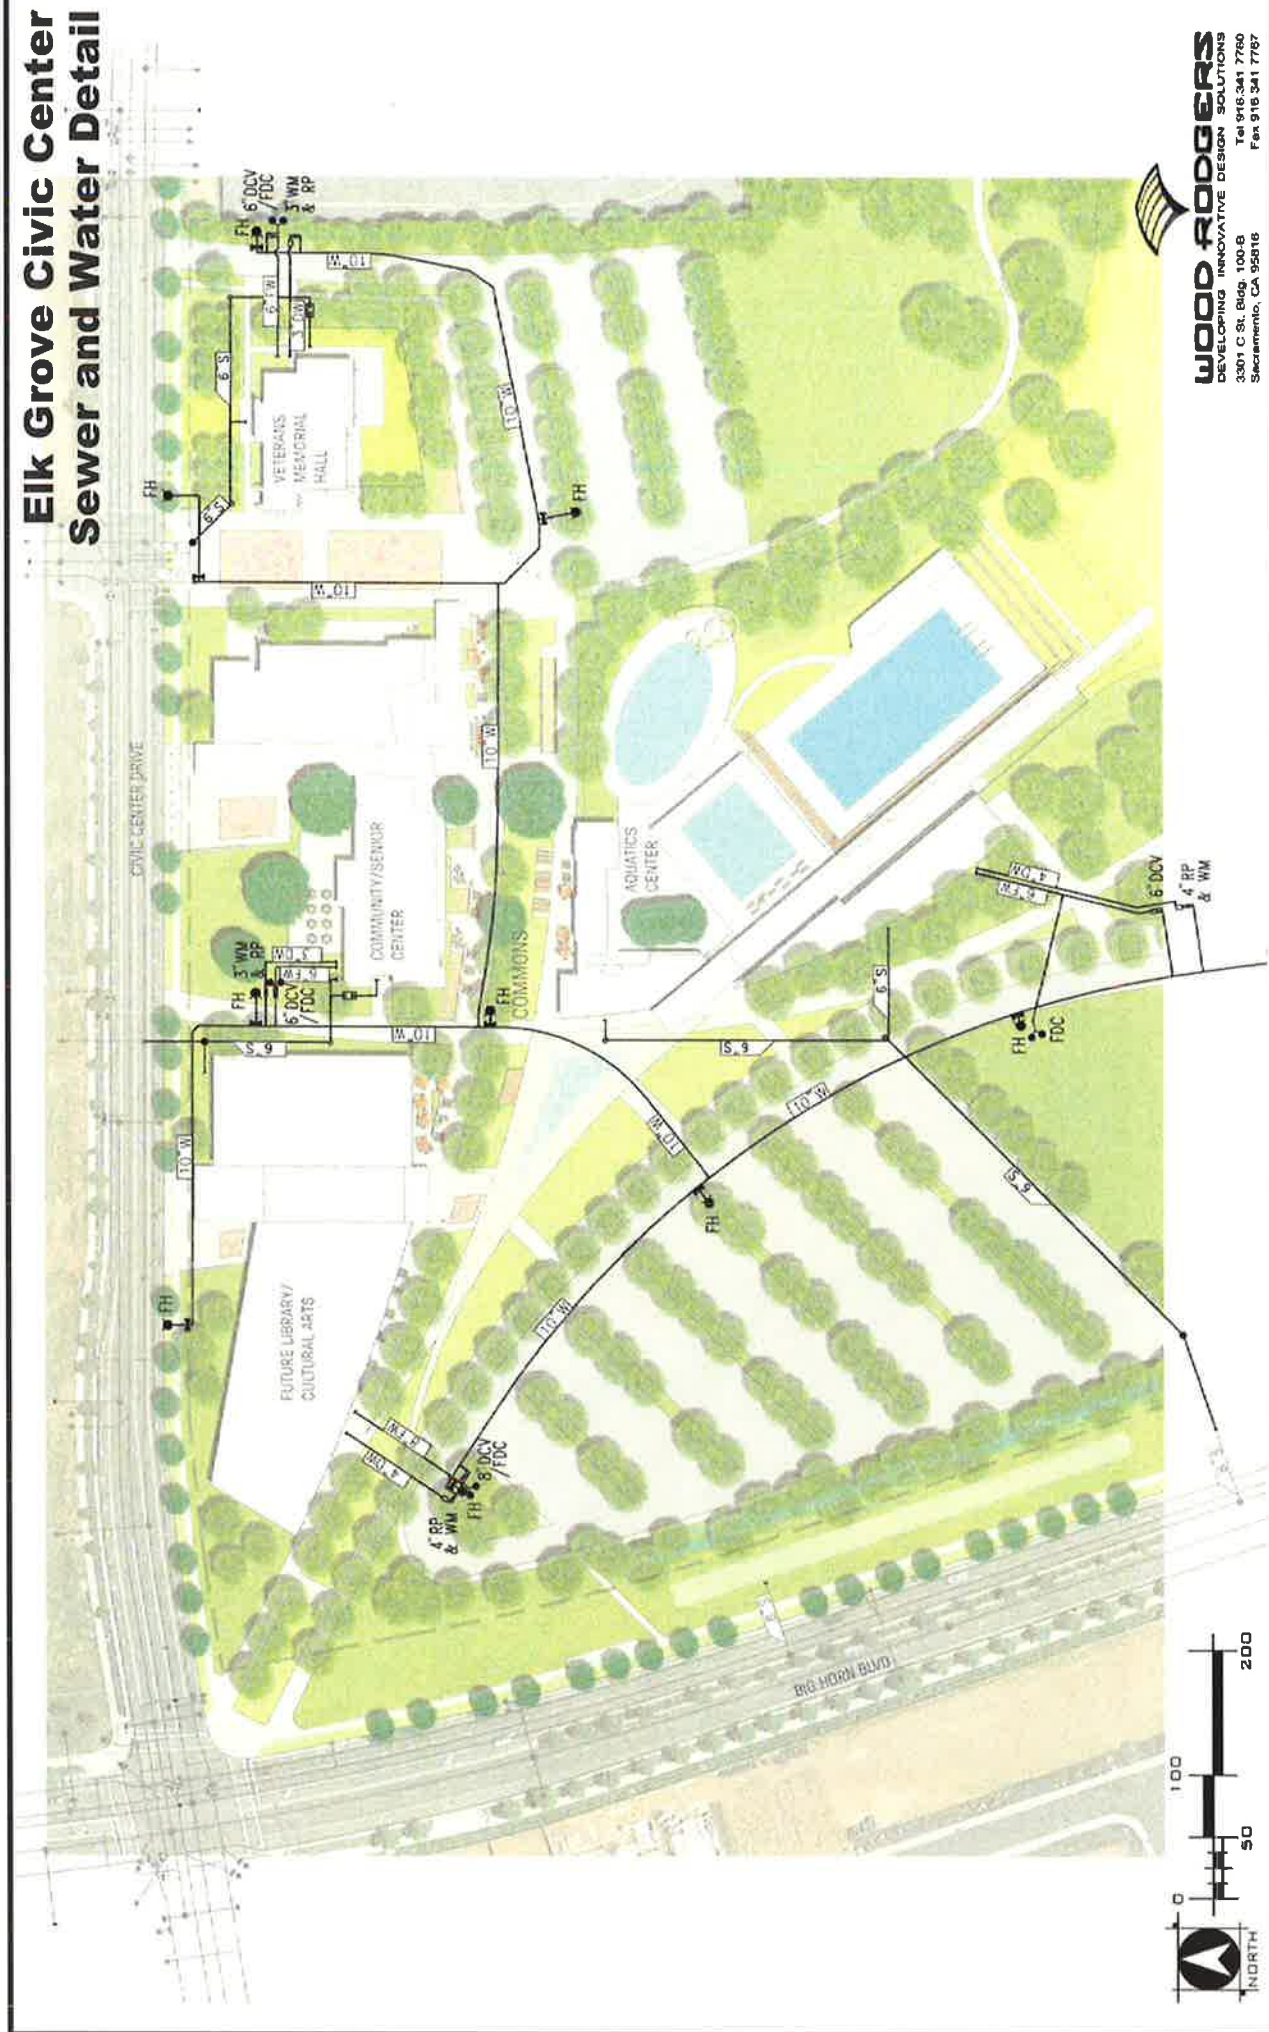 Elk Grove Civic Center
Sewer and Water Detail
CIVIC CENTER DRIVE
FH
10" W
FUTURE LIBRARY/
CULTURAL ARTS
4" DW
8" FW
4" RP
& WM
FH
8" DCV
/FDC
10" W
6" S
FH
3" WM
& RP
6" DCV
/FDC
6" FW
3" DW
10" W
COMMUNITY/SENIOR
CENTER
FH
COMMONS
10" W
10" W
FH
6" S
FH
10" W
VETERANS
MEMORIAL
HALL
6" S
6" FW
3" DW
FH
6" DCV
/FDC
3" WM
& RP
10" W
10" W
FH
AQUATICS
CENTER
10" W
FH
10" W
6" S
6" S
6" S
FH
FDC
6" FW
4" DW
6" DCV
4" RP
& WM
BIG HORN BLVD
NORTH
0
50
100
200
WOOD RODGERS
DEVELOPING INNOVATIVE DESIGN SOLUTIONS
3301 C St, Bldg. 100-B Tel 916.341.7760
Sacramento, CA 95816 Fax 916.341.7767